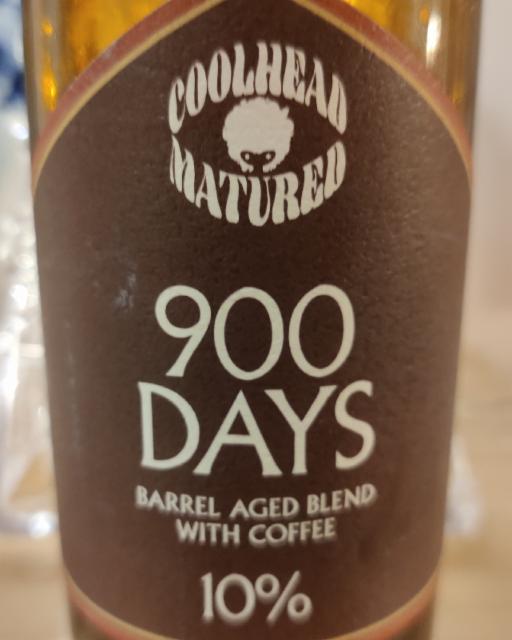 COOLHEAD
MATURED
900
DAYS
BARREL AGED BLEND
WITH COFFEE
10%